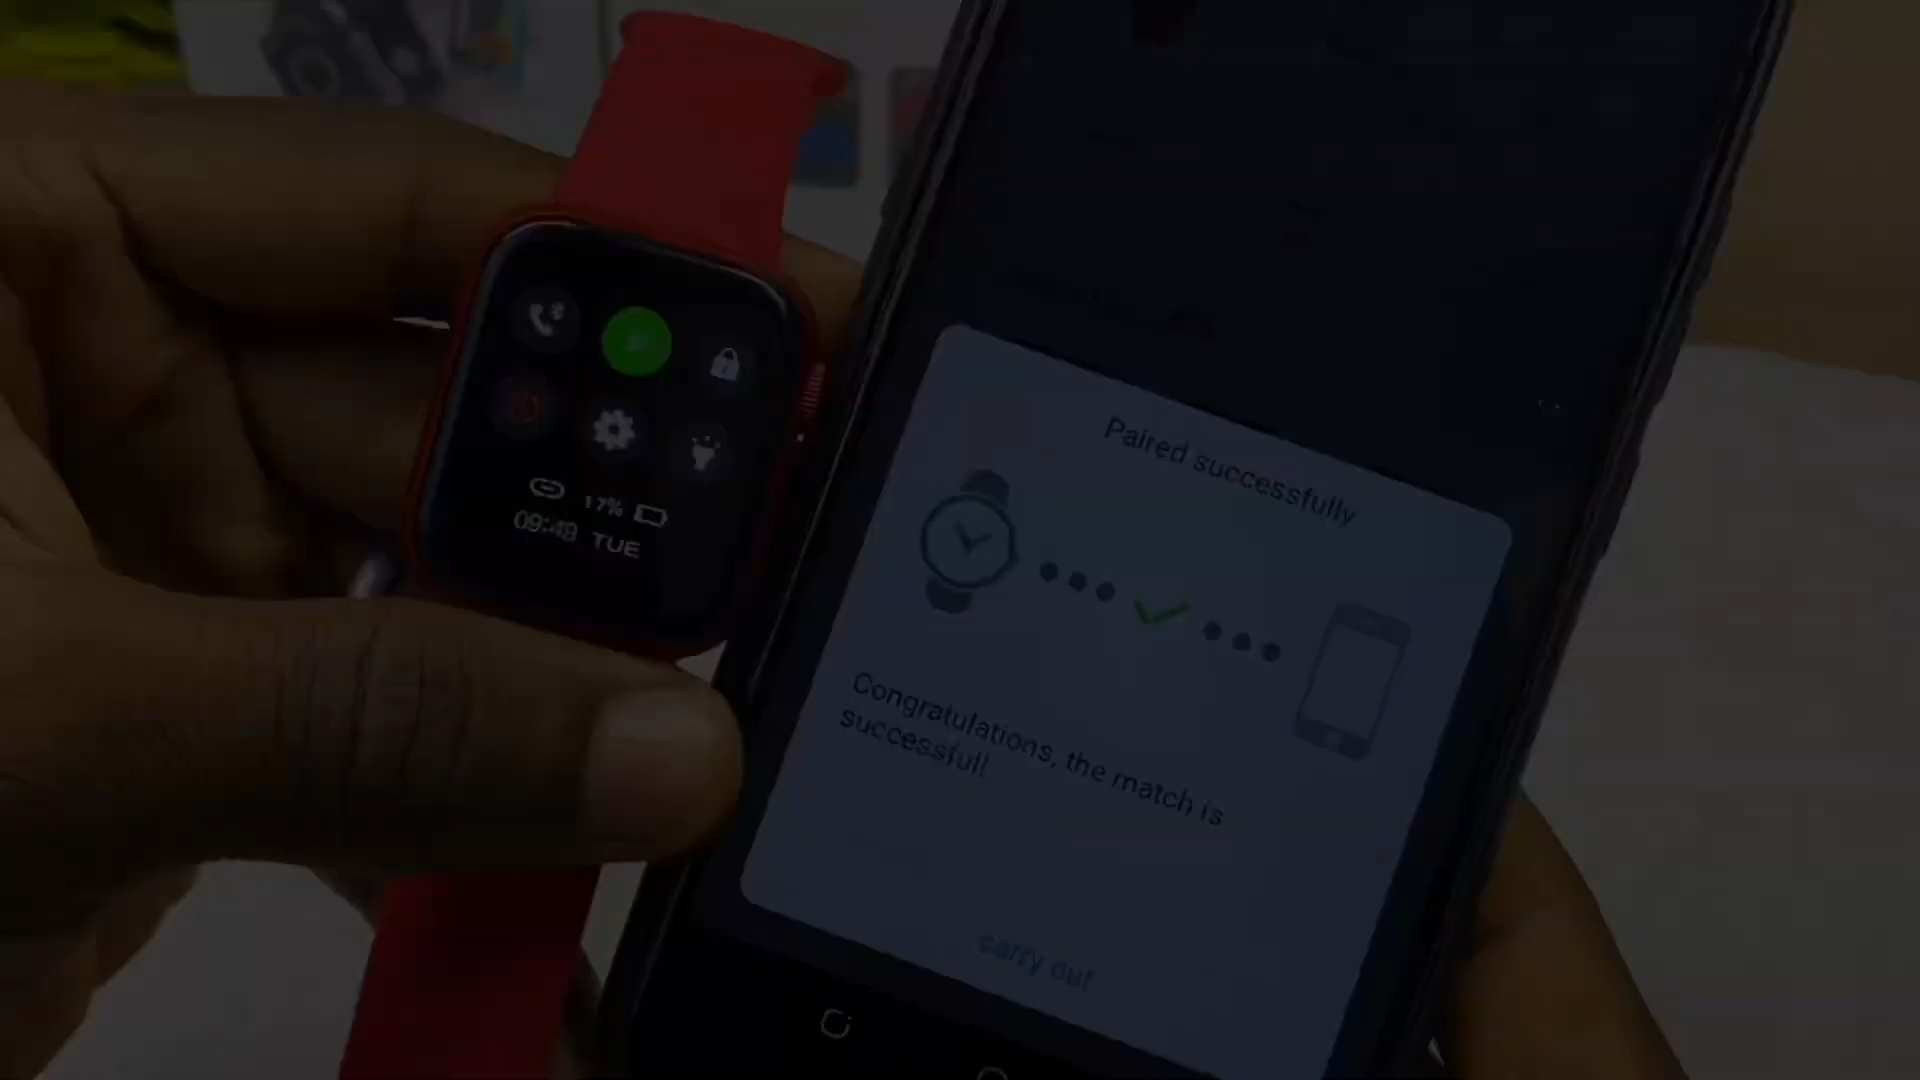 17%
09:48 TUE
Paired successfully
Congratulations, the match is
successful!
carry out